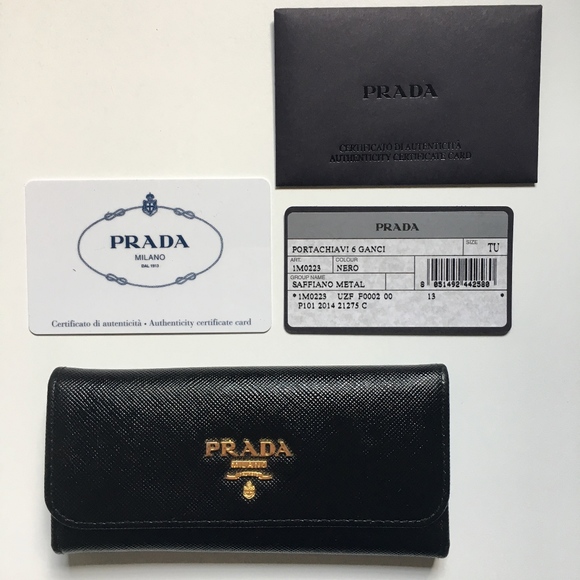 PRADA
CERTIFICATO DI AUTENTICITÀ
AUTHENTICITY CERTIFICATE CARD
PRADA
MILANO
DAL 1913
Certificato di autenticità - Authenticity certificate card
PRADA
PORTACHIAVI 6 GANCI
SIZE
TU
ART.
COLOUR
1M0223
NERO
GROUP NAME
SAFFIANO METAL
8 051492 442580
*1M0223 UZF F0002 00 13 *
P101 2014 21275 C
PRADA